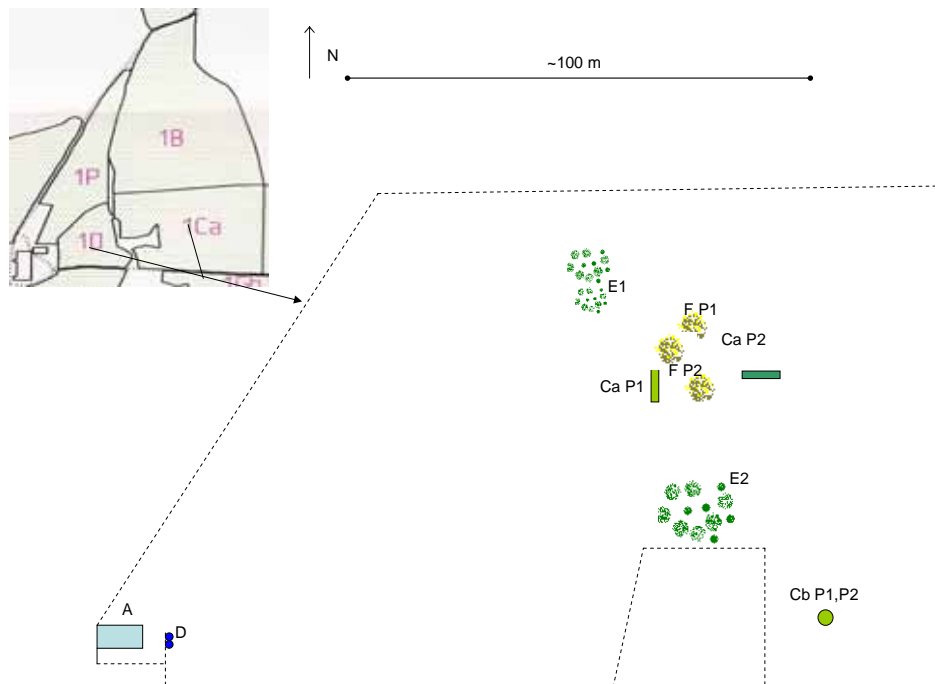 N
~100 m
1B
1P
1Ca
1D
E1
F P1
Ca P2
F P2
Ca P1
E2
Cb P1,P2
A
D